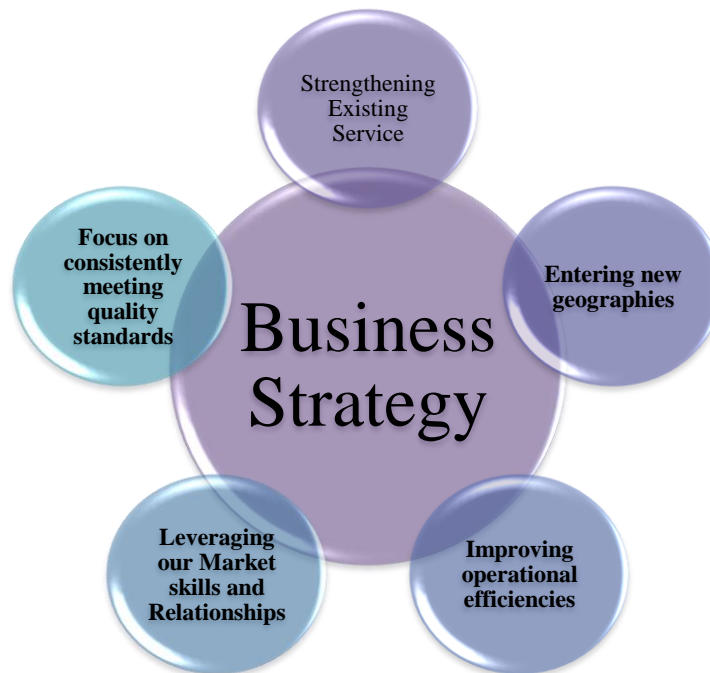 Strengthening
Existing
Service
Entering new
geographies
Improving
operational
efficiencies
Leveraging
our Market
skills and
Relationships
Focus on
consistently
meeting
quality
standards
Business
Strategy